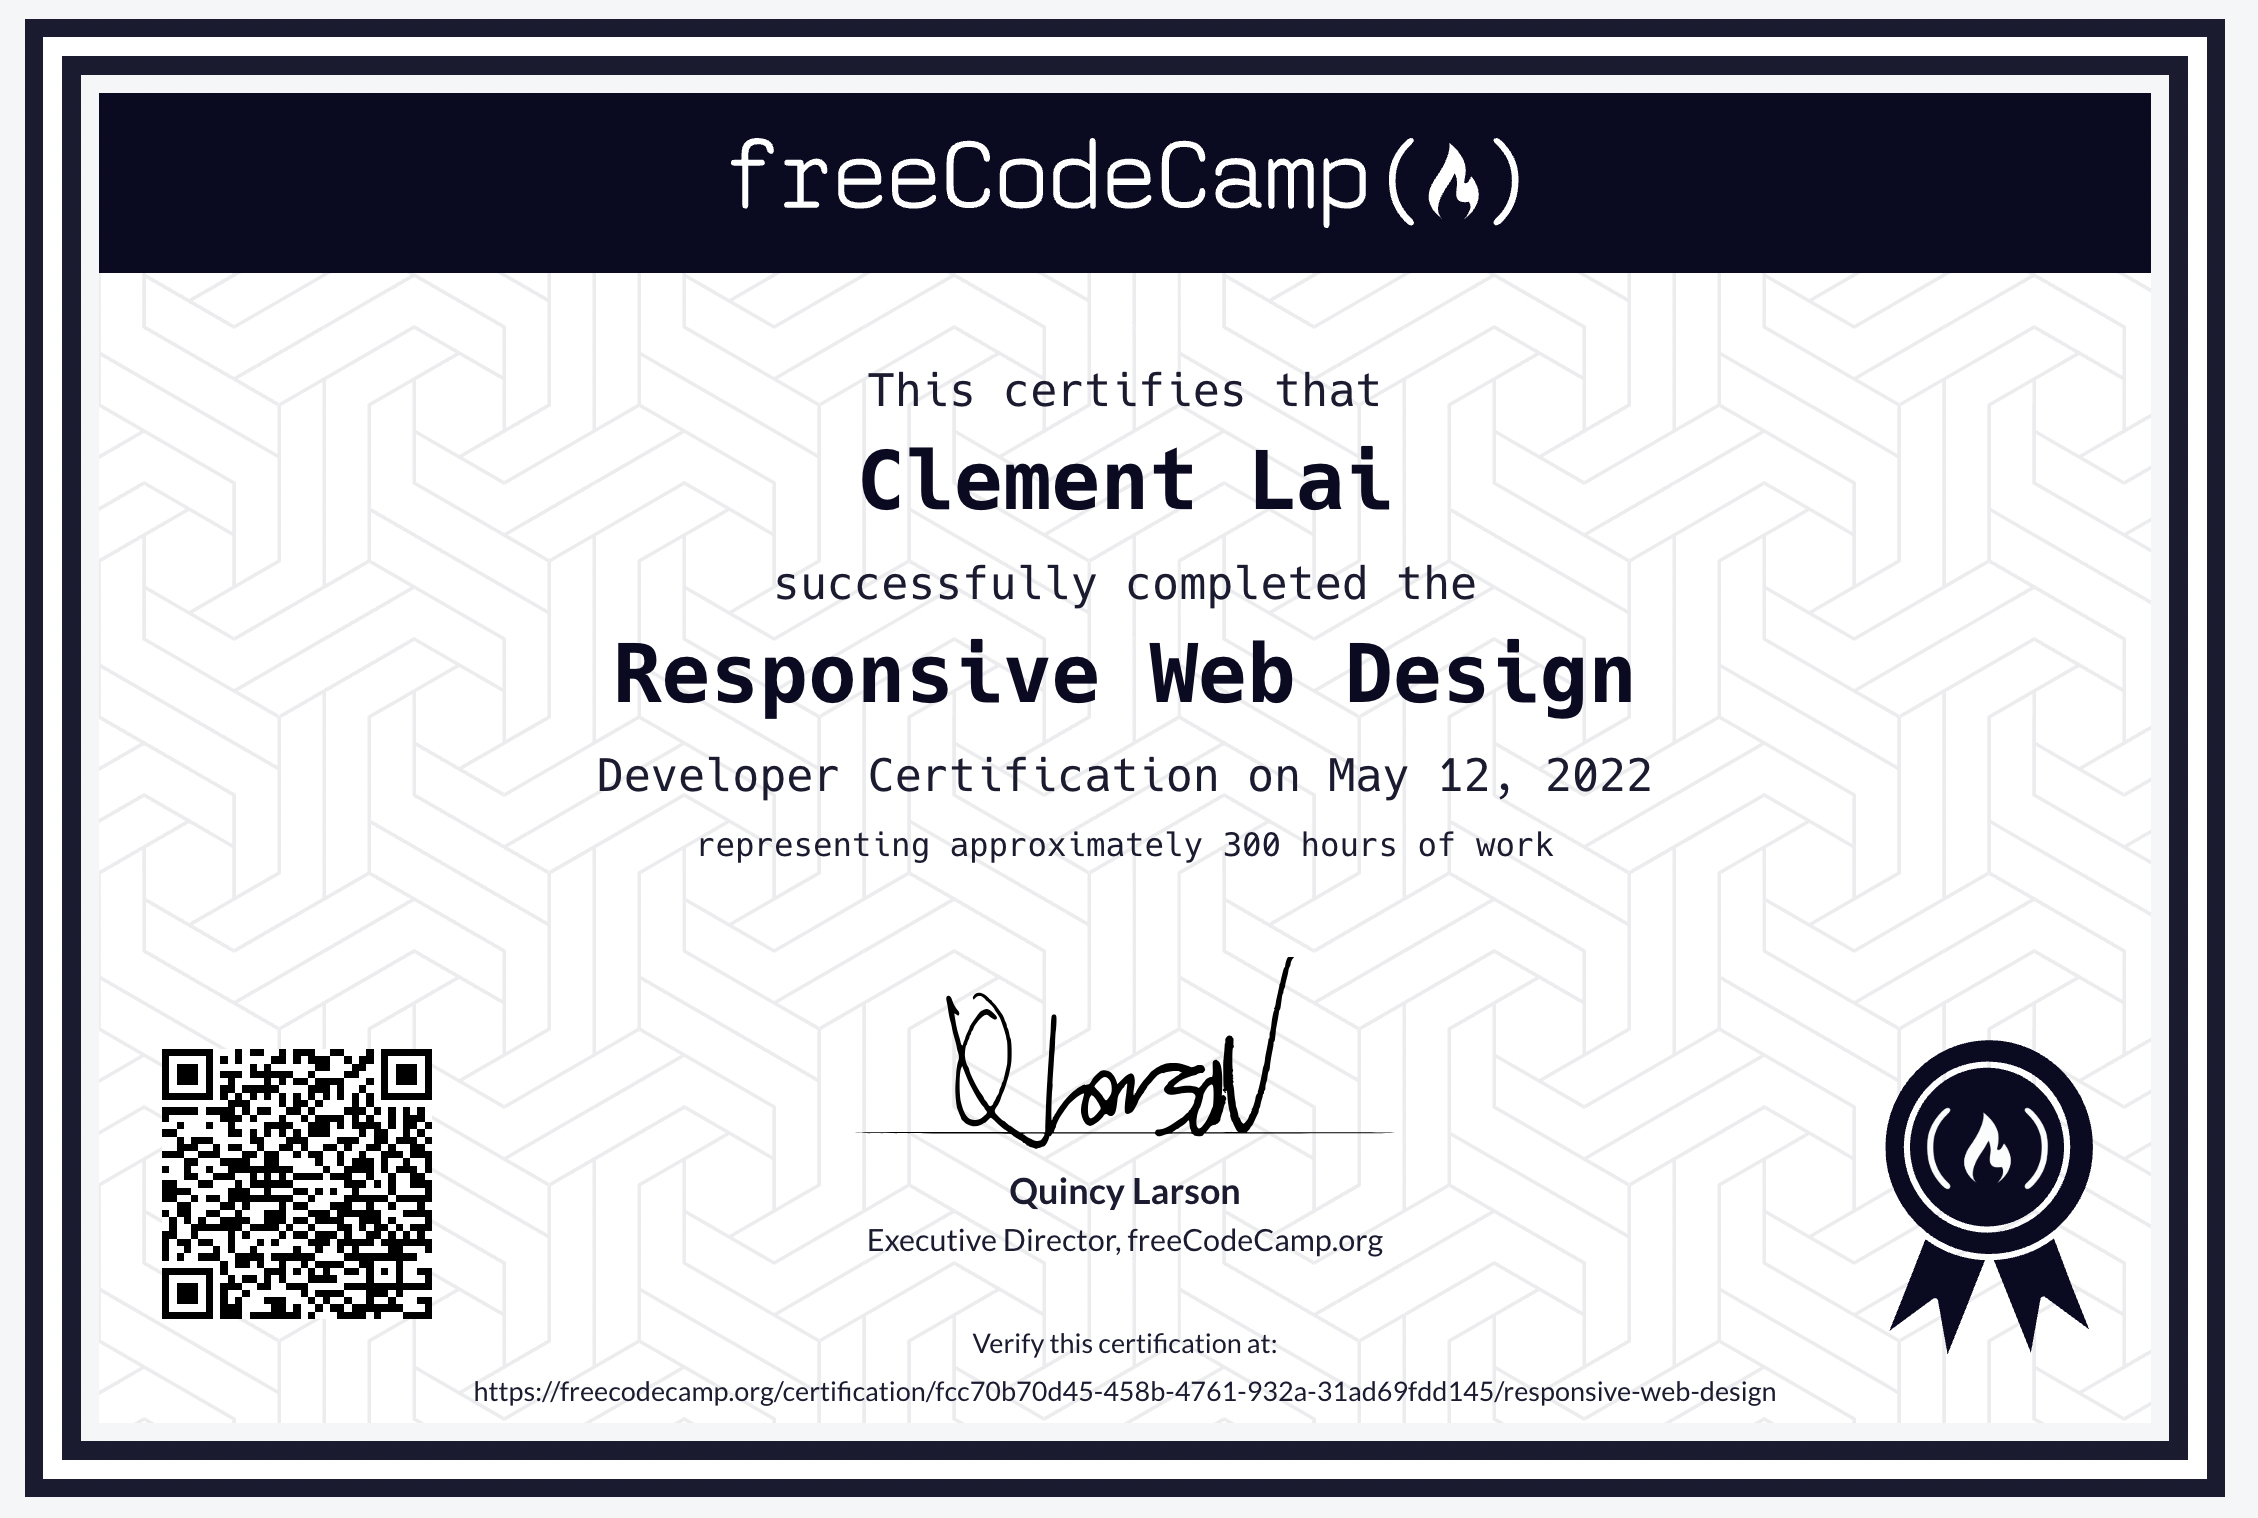 freeCodeCamp
This certifies that
Clement Lai
successfully completed the
Responsive Web Design
Developer Certification on May 12, 2022
representing approximately 300 hours of work
Quincy Larson
Executive Director, freeCodeCamp.org
Verify this certification at:
https://freecodecamp.org/certification/fcc70b70d45-458b-4761-932a-31ad69fdd145/responsive-web-design